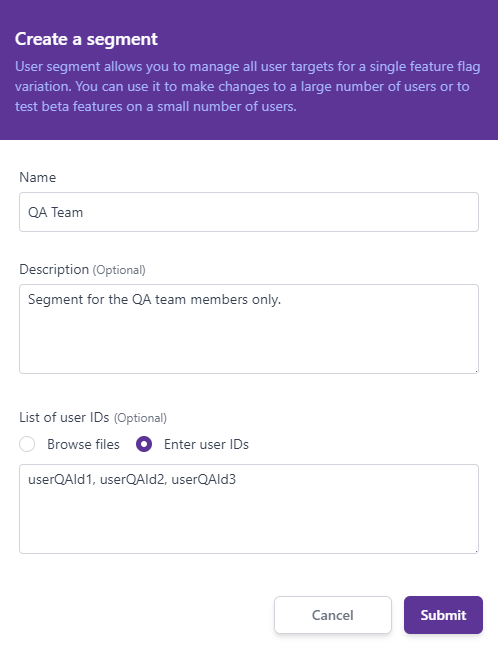 Create a segment
User segment allows you to manage all user targets for a single feature flag
variation. You can use it to make changes to a large number of users or to
test beta features on a small number of users.
Name
QA Team
Description (Optional)
Segment for the QA team members only.
List of user IDs (Optional)
Browse files Enter user IDs
userQAId1, userQAId2, userQAId3
Cancel Submit